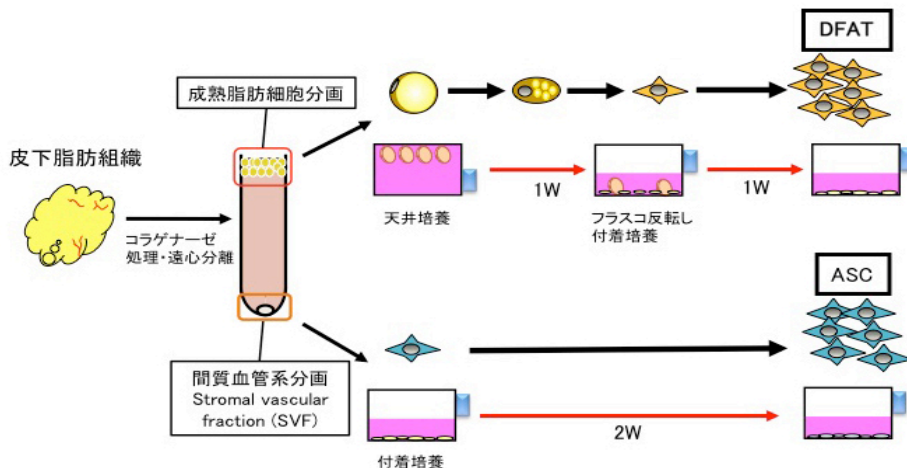 DFAT
成熟脂肪細胞分画
皮下脂肪組織
コラゲナーゼ
処理・遠心分離
天井培養
1W
フラスコ反転し
付着培養
1W
ASC
間質血管系分画
Stromal vascular
fraction (SVF)
付着培養
2W